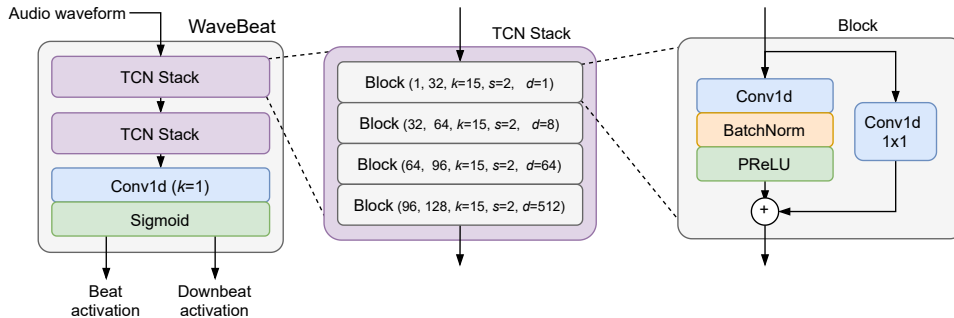 Audio waveform
WaveBeat
TCN Stack
TCN Stack
Conv1d (k=1)
Sigmoid
Beat
activation
Downbeat
activation
TCN Stack
Block (1, 32, k=15, s=2, d=1)
Block (32, 64, k=15, s=2, d=8)
Block (64, 96, k=15, s=2, d=64)
Block (96, 128, k=15, s=2, d=512)
Block
Conv1d
BatchNorm
PReLU
+
Conv1d
1x1